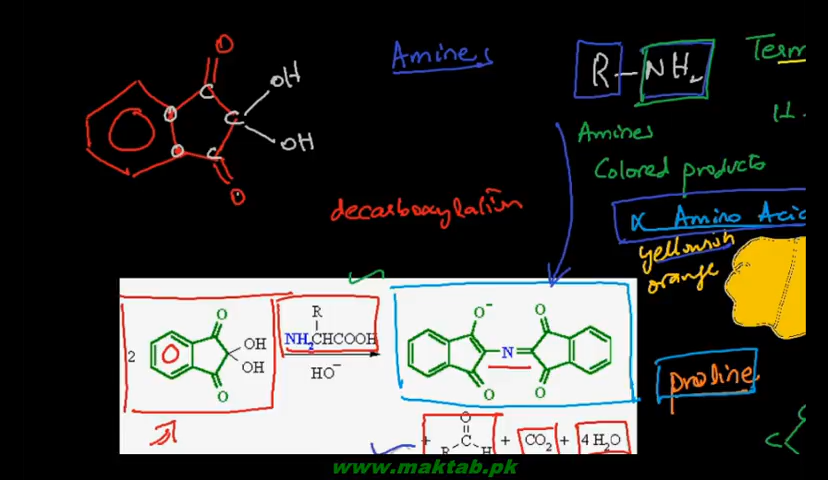 Amines
R-NH2
Term
O
OH
C
C
OH
C
O
Amines
Colored products
decarboxylation
α Amino Acid
yellowish
orange
2
O
OH
OH
O
R
NH2CHCOOH
HO⁻
O⁻
O
N
O
O
proline
+ R C O H + CO2 + 4 H2O
C
www.maktab.pk